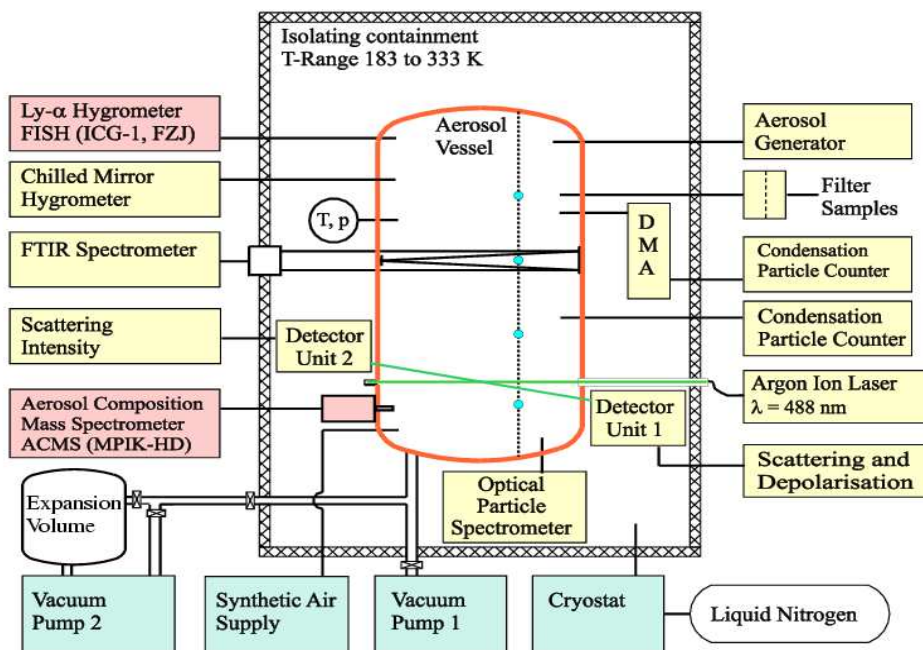 Isolating containment
T-Range 183 to 333 K
Ly-α Hygrometer
FISH (ICG-1, FZJ)
Chilled Mirror
Hygrometer
T, p
FTIR Spectrometer
Scattering
Intensity
Detector
Unit 2
Aerosol Composition
Mass Spectrometer
ACMS (MPIK-HD)
Expansion
Volume
Aerosol
Vessel
Aerosol
Generator
Filter
Samples
D
M
A
Condensation
Particle Counter
Condensation
Particle Counter
Argon Ion Laser
λ = 488 nm
Detector
Unit 1
Scattering and
Depolarisation
Optical
Particle
Spectrometer
Vacuum
Pump 2
Synthetic Air
Supply
Vacuum
Pump 1
Cryostat
Liquid Nitrogen